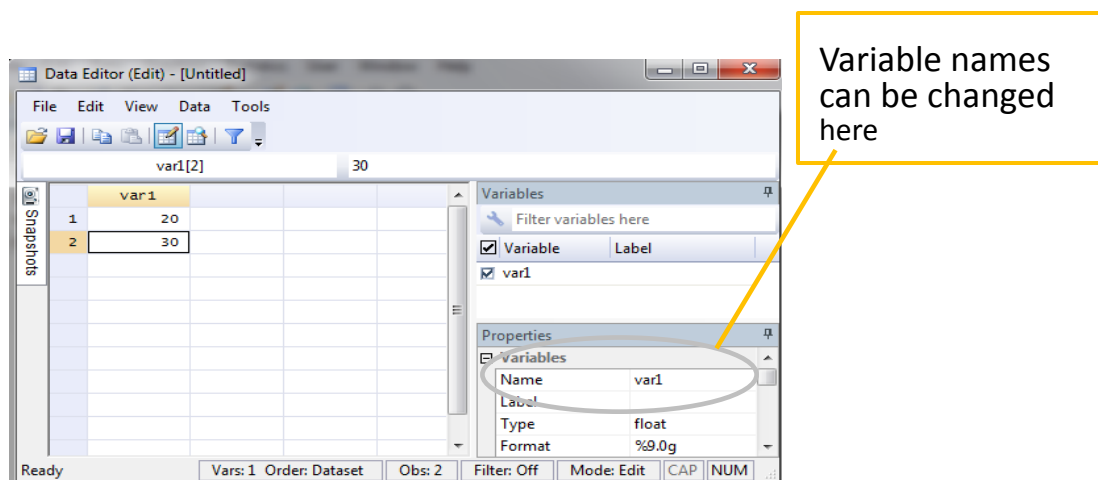 Variable names
can be changed
here
Data Editor (Edit) - [Untitled]
File Edit View Data Tools
var1[2] 30
Snapshots
var1
1 20
2 30
Variables
Filter variables here
Variable Label
var1
Properties
Variables
Name var1
Label
Type float
Format %9.0g
Ready Vars: 1 Order: Dataset Obs: 2 Filter: Off Mode: Edit CAP NUM